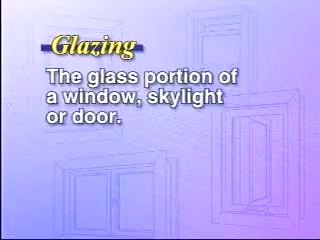 Glazing
The glass portion of
a window, skylight
or door.